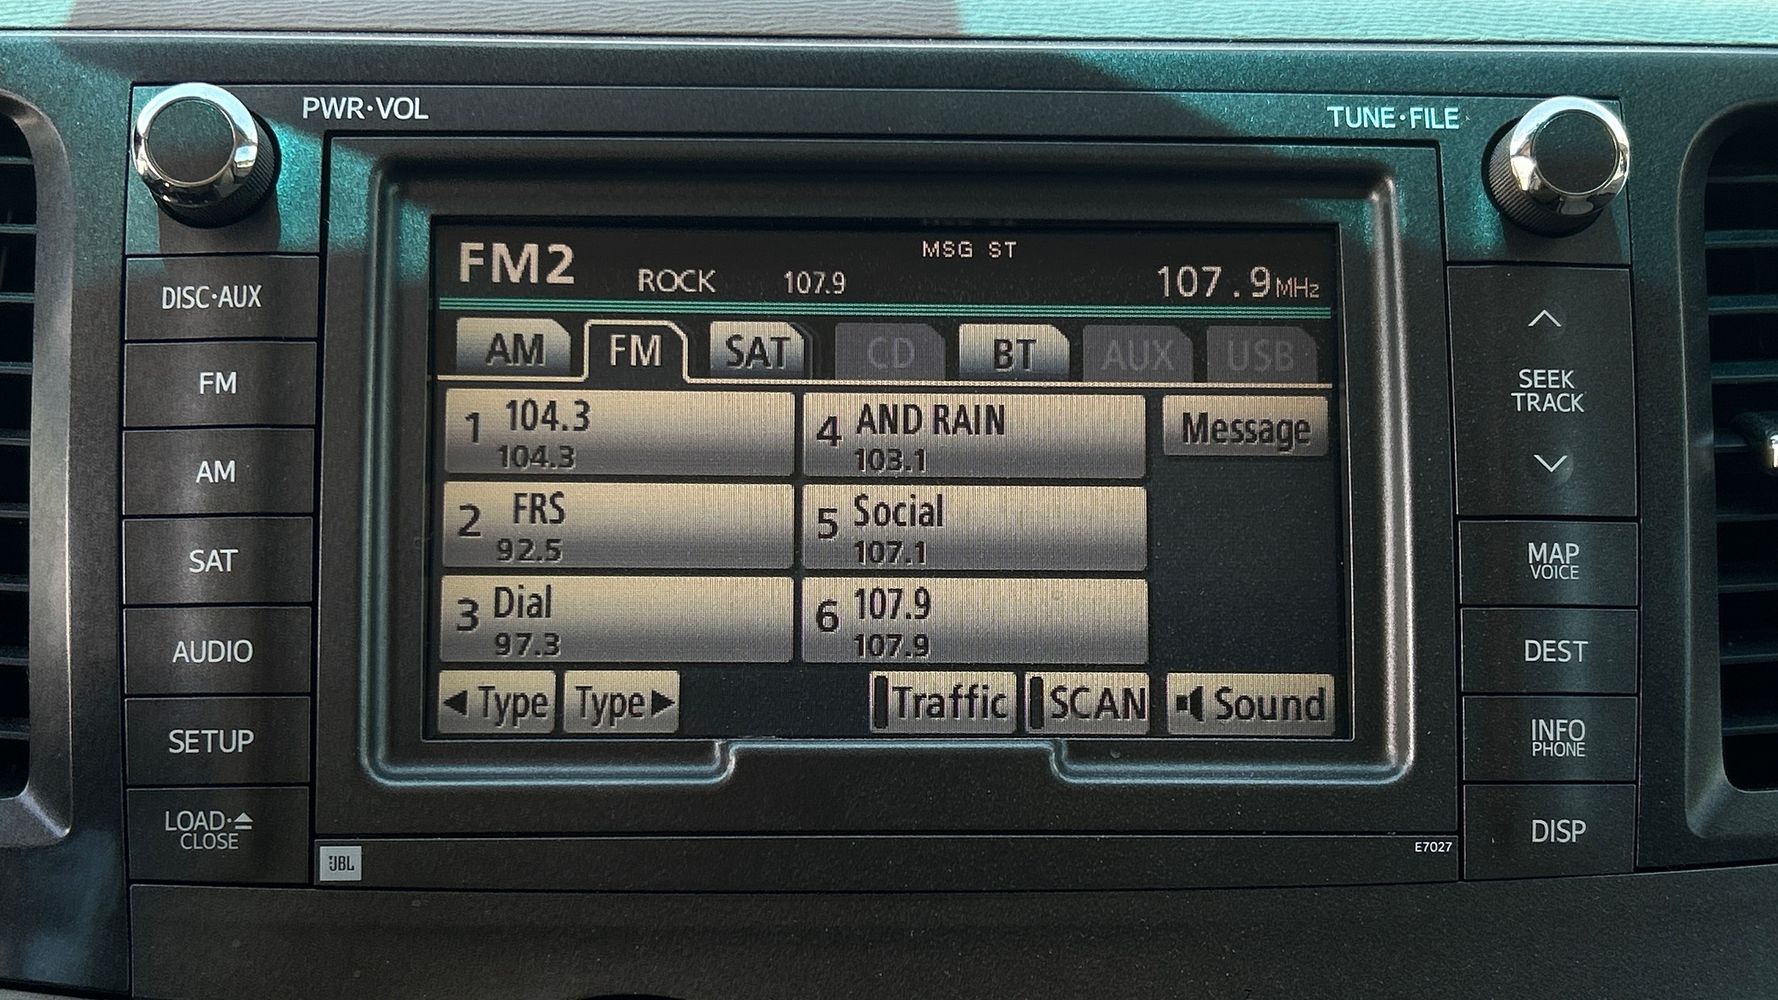 PWR·VOL
TUNE·FILE
DISC·AUX
FM
AM
SAT
AUDIO
SETUP
LOAD·⏏
CLOSE
FM2
ROCK
107.9
MSG ST
107.9MHz
AM FM SAT CD BT AUX USB
1 104.3
104.3
2 FRS
92.5
3 Dial
97.3
4 AND RAIN
103.1
5 Social
107.1
6 107.9
107.9
Message
◀Type
Type▶
Traffic
SCAN
Sound
SEEK
TRACK
MAP
VOICE
DEST
INFO
PHONE
DISP
JBL
E7027